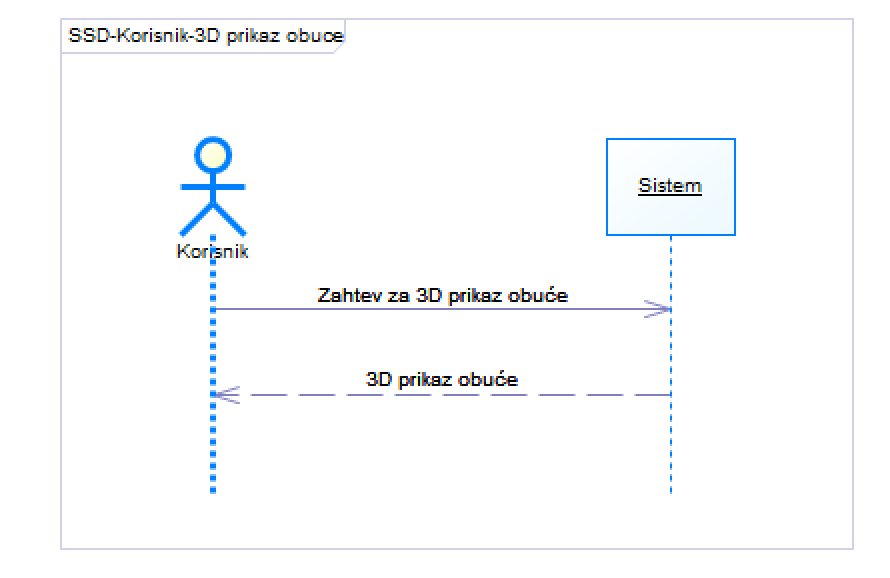 SSD-Korisnik-3D prikaz obuce
Sistem
Korisnik
Zahtev za 3D prikaz obuće
3D prikaz obuće